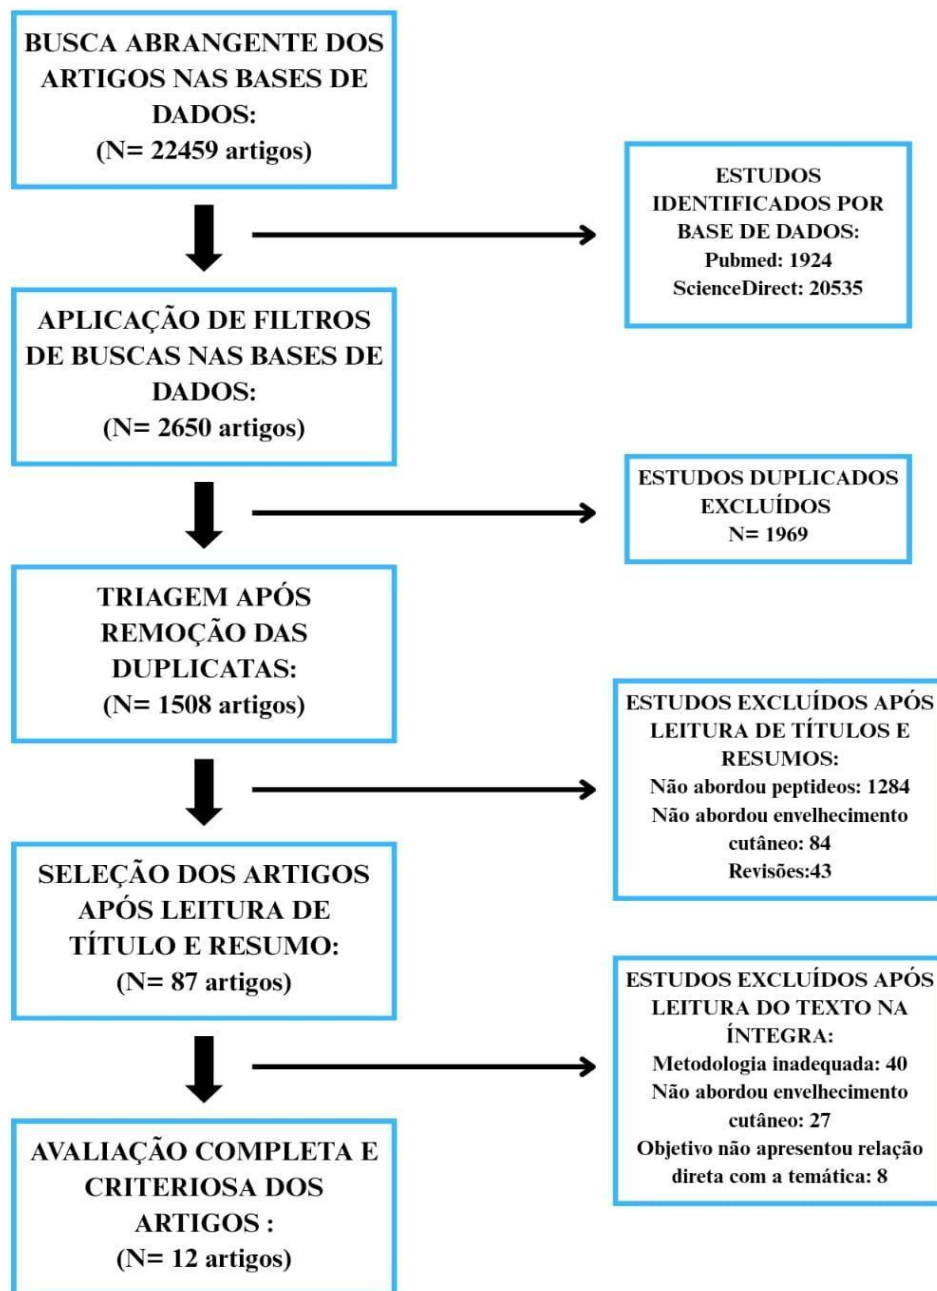 BUSCA ABRANGENTE DOS
ARTIGOS NAS BASES DE
DADOS:
(N= 22459 artigos)
ESTUDOS
IDENTIFICADOS POR
BASE DE DADOS:
Pubmed: 1924
ScienceDirect: 20535
APLICAÇÃO DE FILTROS
DE BUSCAS NAS BASES DE
DADOS:
(N= 2650 artigos)
ESTUDOS DUPLICADOS
EXCLUÍDOS
N= 1969
TRIAGEM APÓS
REMOÇÃO DAS
DUPLICATAS:
(N= 1508 artigos)
ESTUDOS EXCLUÍDOS APÓS
LEITURA DE TÍTULOS E
RESUMOS:
Não abordou peptideos: 1284
Não abordou envelhecimento
cutâneo: 84
Revisões:43
SELEÇÃO DOS ARTIGOS
APÓS LEITURA DE
TÍTULO E RESUMO:
(N= 87 artigos)
ESTUDOS EXCLUÍDOS APÓS
LEITURA DO TEXTO NA
ÍNTEGRA:
Metodologia inadequada: 40
Não abordou envelhecimento
cutâneo: 27
Objetivo não apresentou relação
direta com a temática: 8
AVALIAÇÃO COMPLETA E
CRITERIOSA DOS
ARTIGOS :
(N= 12 artigos)